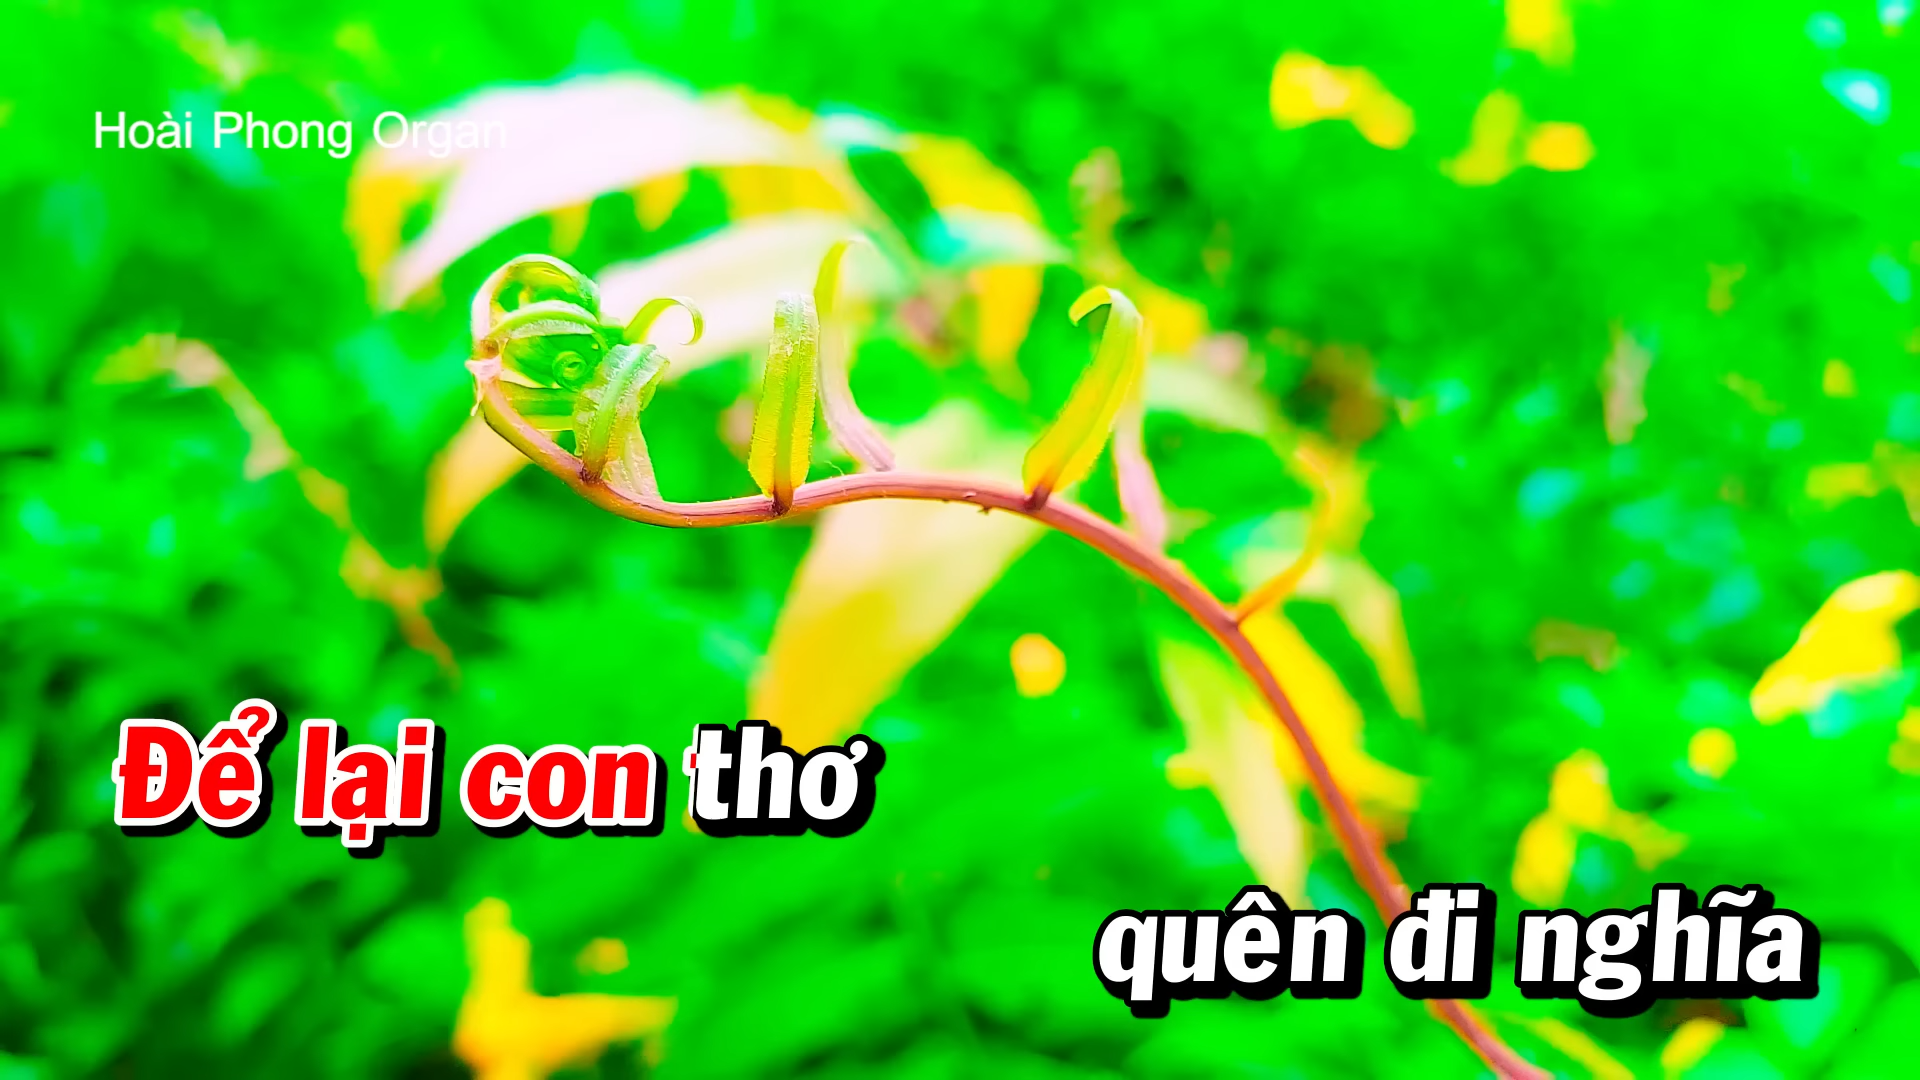 Hoài Phong Organ
Để lại con thơ
quên đi nghĩa